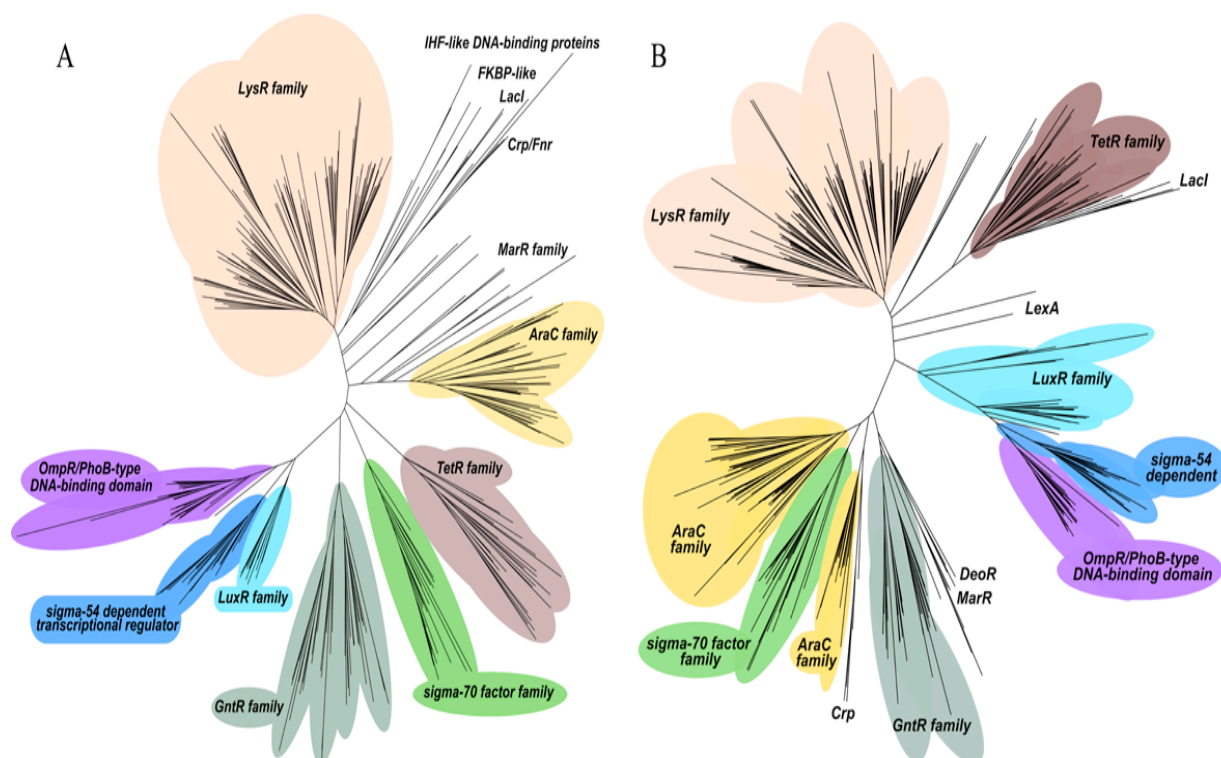 A
LysR family
IHF-like DNA-binding proteins
FKBP-like
LacI
Crp/Fnr
MarR family
AraC family
OmpR/PhoB-type
DNA-binding domain
TetR family
LuxR family
sigma-54 dependent
transcriptional regulator
GntR family
sigma-70 factor family
B
TetR family
LacI
LysR family
LexA
LuxR family
sigma-54
dependent
AraC
family
OmpR/PhoB-type
DNA-binding domain
DeoR
MarR
sigma-70 factor
family
AraC
family
Crp
GntR family